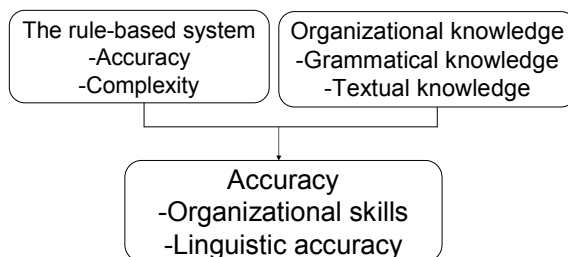 The rule-based system
-Accuracy
-Complexity
Organizational knowledge
-Grammatical knowledge
-Textual knowledge
Accuracy
-Organizational skills
-Linguistic accuracy